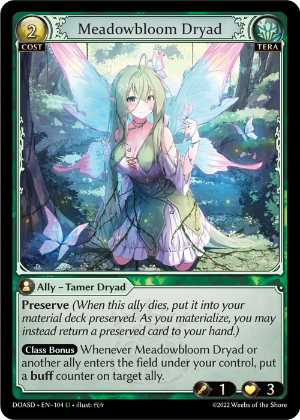 2
COST
Meadowbloom Dryad
TERA
Ally – Tamer Dryad
Preserve (When this ally dies, put it into your
material deck preserved. As you materialize, you may
instead return a preserved card to your hand.)
Class Bonus Whenever Meadowbloom Dryad or
another ally enters the field under your control, put
a buff counter on target ally.
1
3
DOASD • EN-104 U • illust:
©2022 Weebs of the Shore